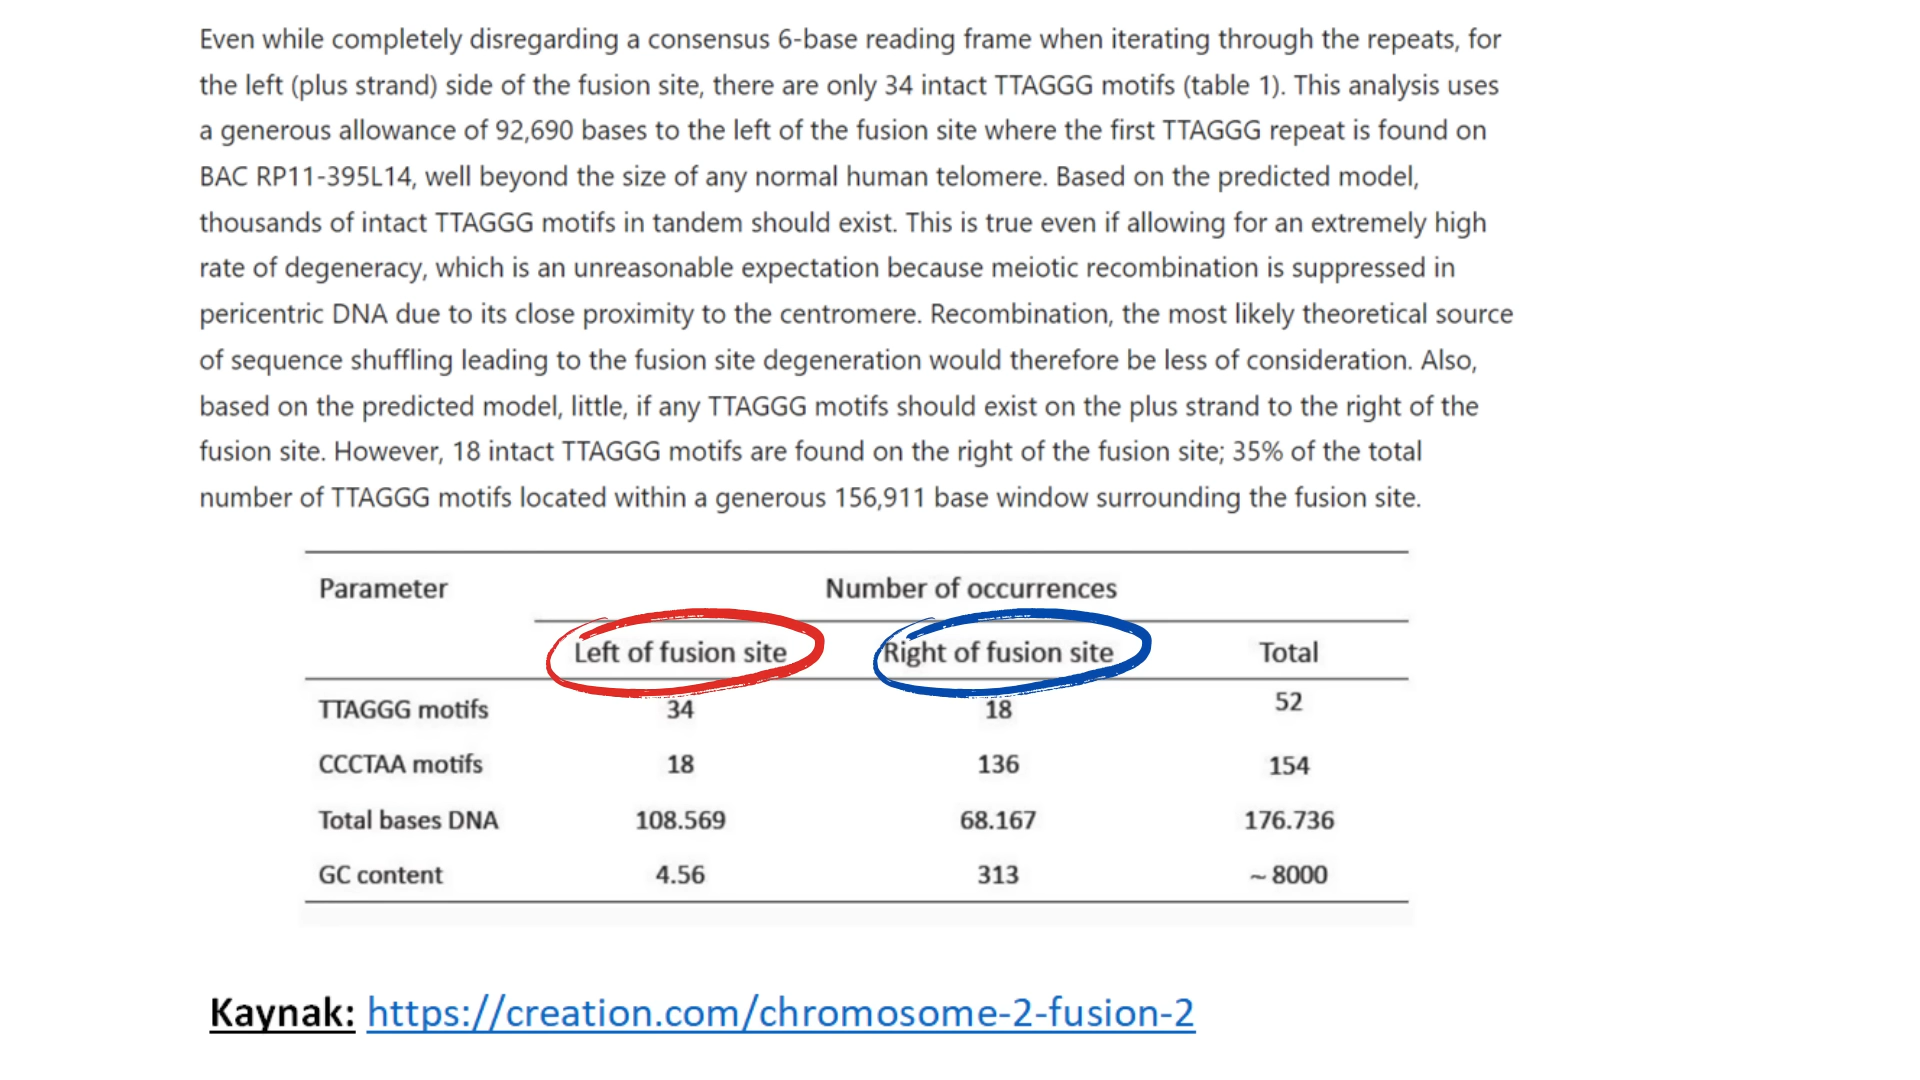 Even while completely disregarding a consensus 6-base reading frame when iterating through the repeats, for
the left (plus strand) side of the fusion site, there are only 34 intact TTAGGG motifs (table 1). This analysis uses
a generous allowance of 92,690 bases to the left of the fusion site where the first TTAGGG repeat is found on
BAC RP11-395L14, well beyond the size of any normal human telomere. Based on the predicted model,
thousands of intact TTAGGG motifs in tandem should exist. This is true even if allowing for an extremely high
rate of degeneracy, which is an unreasonable expectation because meiotic recombination is suppressed in
pericentric DNA due to its close proximity to the centromere. Recombination, the most likely theoretical source
of sequence shuffling leading to the fusion site degeneration would therefore be less of consideration. Also,
based on the predicted model, little, if any TTAGGG motifs should exist on the plus strand to the right of the
fusion site. However, 18 intact TTAGGG motifs are found on the right of the fusion site; 35% of the total
number of TTAGGG motifs located within a generous 156,911 base window surrounding the fusion site.
Parameter Number of occurrences
Left of fusion site Right of fusion site Total
TTAGGG motifs 34 18 52
CCCTAA motifs 18 136 154
Total bases DNA 108.569 68.167 176.736
GC content 4.56 313 ~ 8000
Kaynak: https://creation.com/chromosome-2-fusion-2